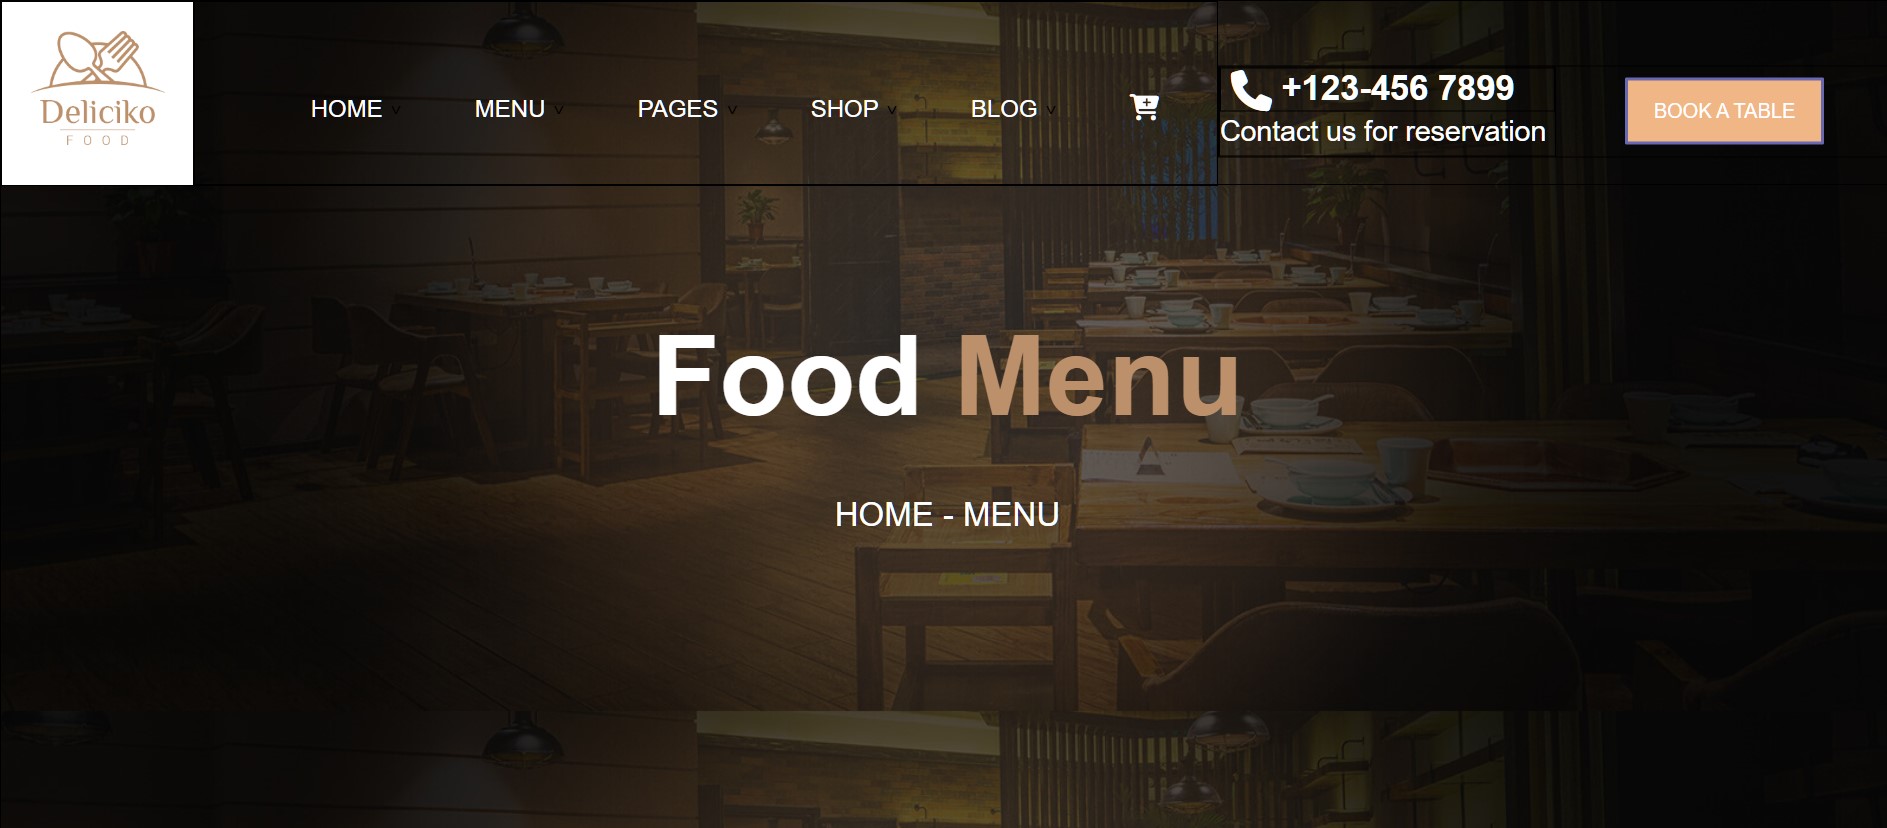 Deliciko
FOOD
HOME
MENU
PAGES
SHOP
BLOG
+123-456 7899
Contact us for reservation
BOOK A TABLE
Food Menu
HOME - MENU